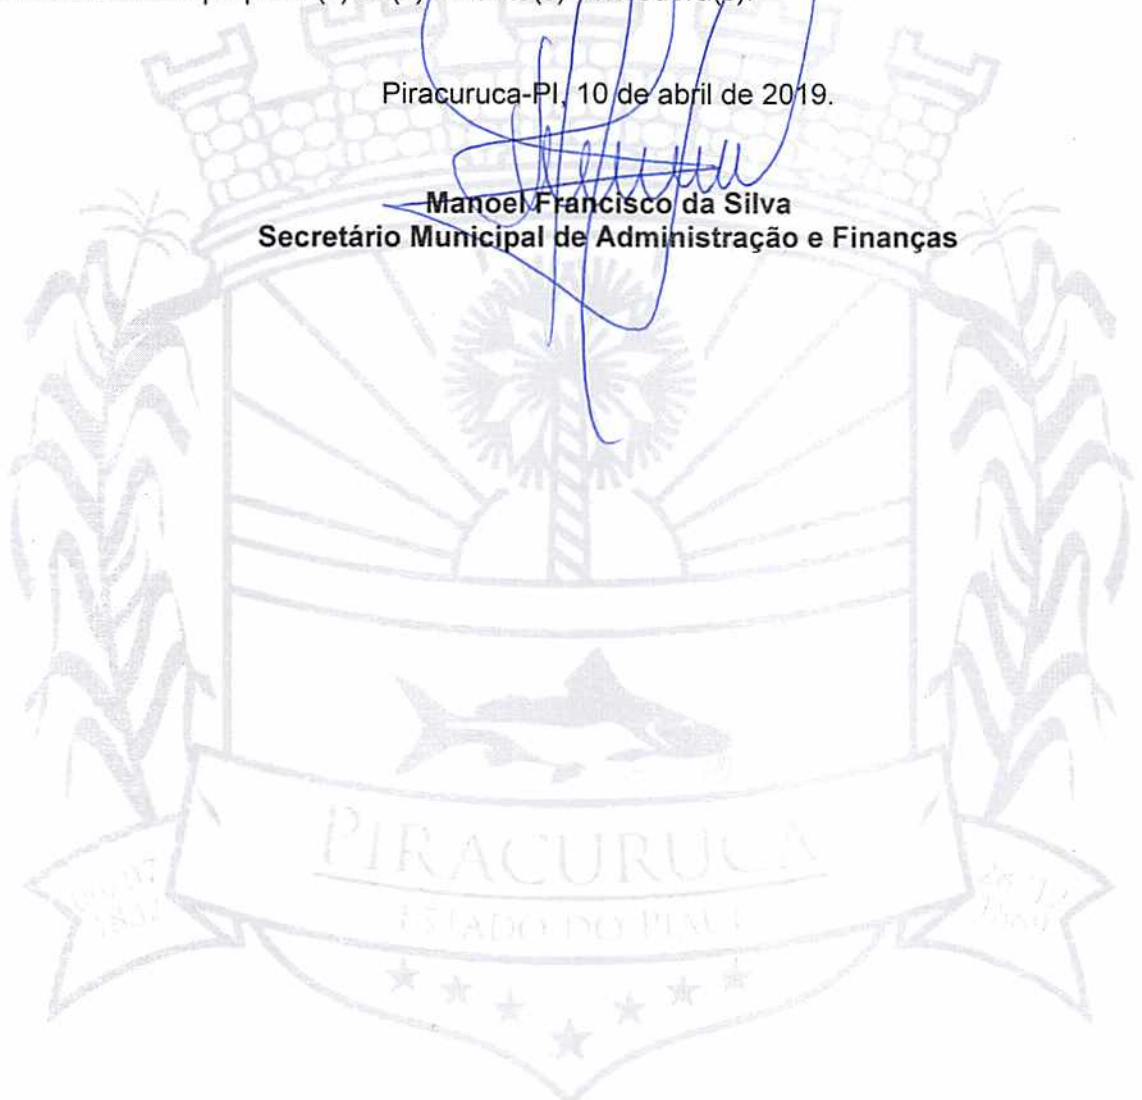 Piracuruca-PI, 10 de abril de 2019.
Manoel Francisco da Silva
Secretário Municipal de Administração e Finanças
PIRACURUCA
ESTADO DO PIAUÍ